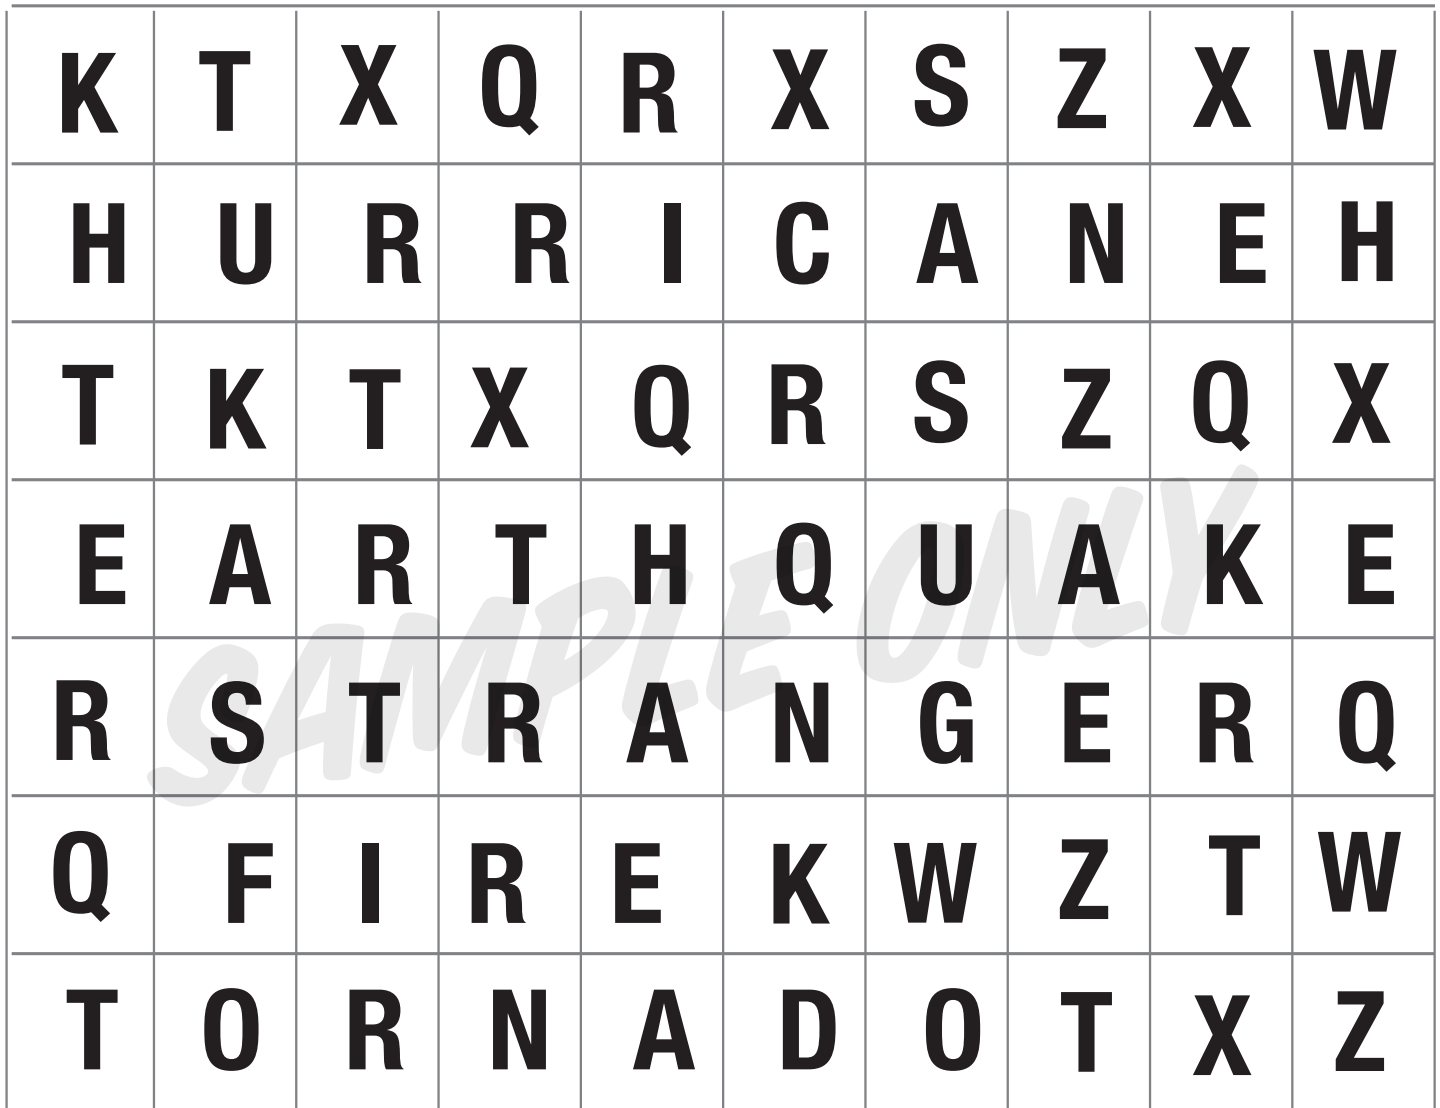 K T X Q R X S Z X W
H U R R I C A N E H
T K T X Q R S Z Q X
E A R T H Q U A K E
R S T R A N G E R Q
Q F I R E K W Z T W
T O R N A D O T X Z
SAMPLE ONLY